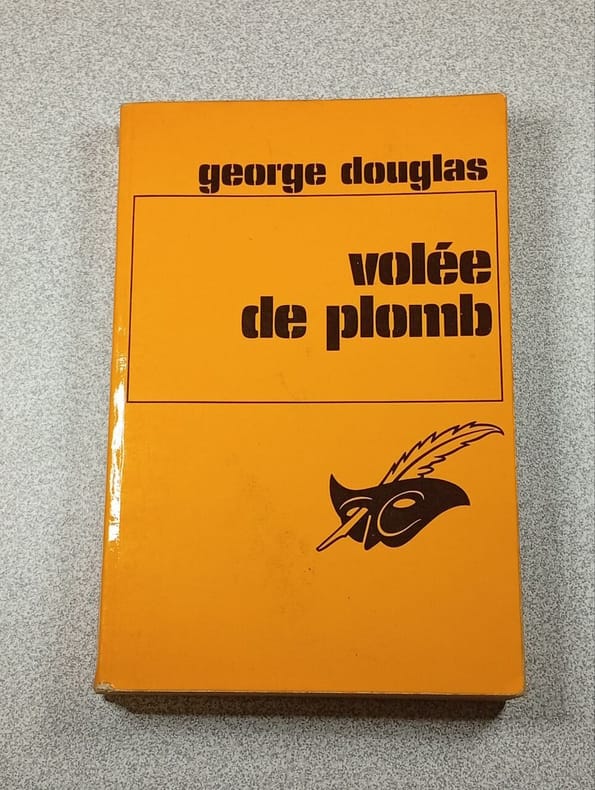 george douglas
volée
de plomb